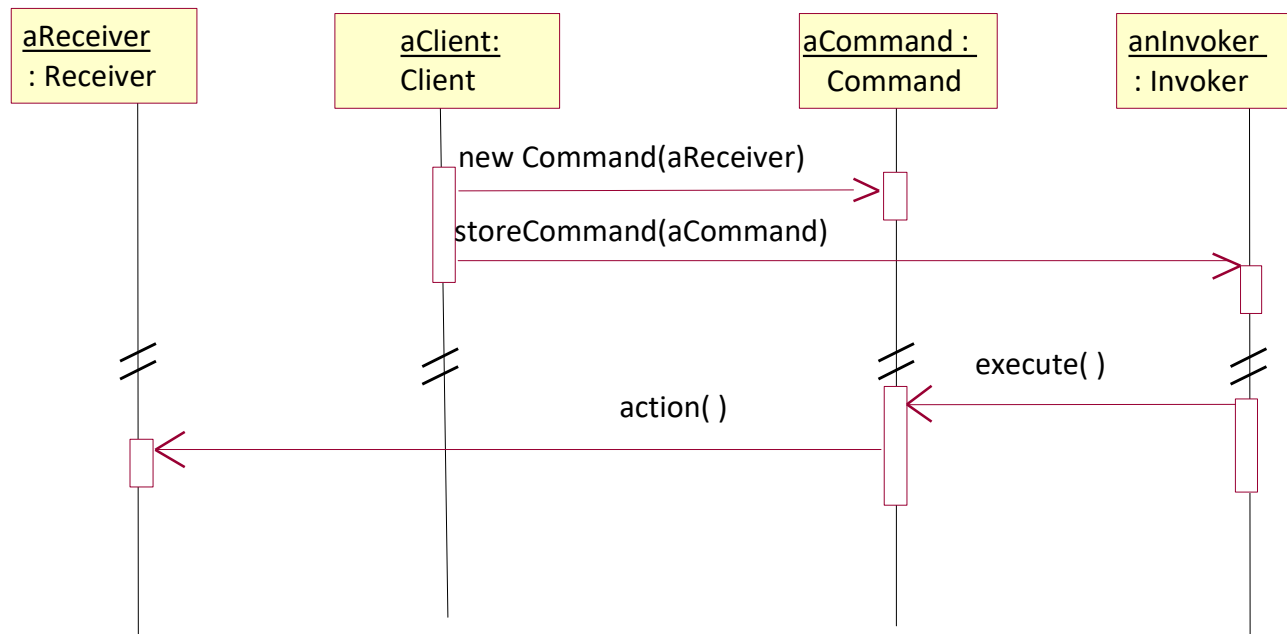 aReceiver
: Receiver
aClient:
Client
aCommand :
Command
anInvoker
: Invoker
new Command(aReceiver)
storeCommand(aCommand)
execute( )
action( )